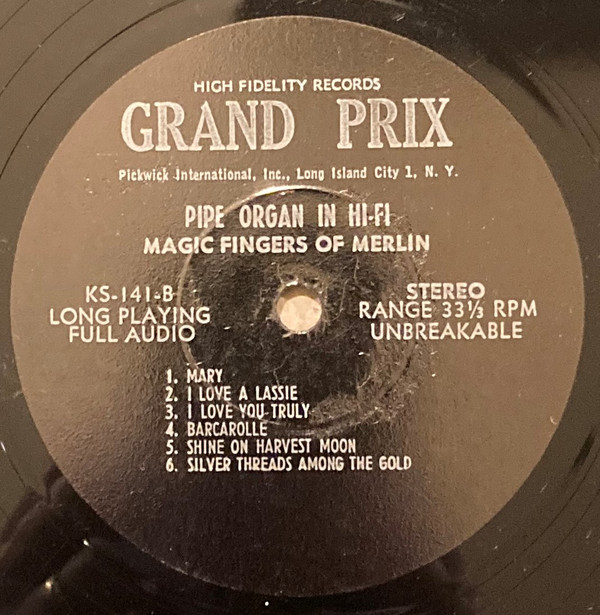 HIGH FIDELITY RECORDS
GRAND PRIX
Pickwick International, Inc., Long Island City 1, N. Y.
PIPE ORGAN IN HI-FI
MAGIC FINGERS OF MERLIN
KS-141-B
LONG PLAYING
FULL AUDIO
STEREO
RANGE 33⅓ RPM
UNBREAKABLE
1. MARY
2. I LOVE A LASSIE
3. I LOVE YOU TRULY
4. BARCAROLLE
5. SHINE ON HARVEST MOON
6. SILVER THREADS AMONG THE GOLD